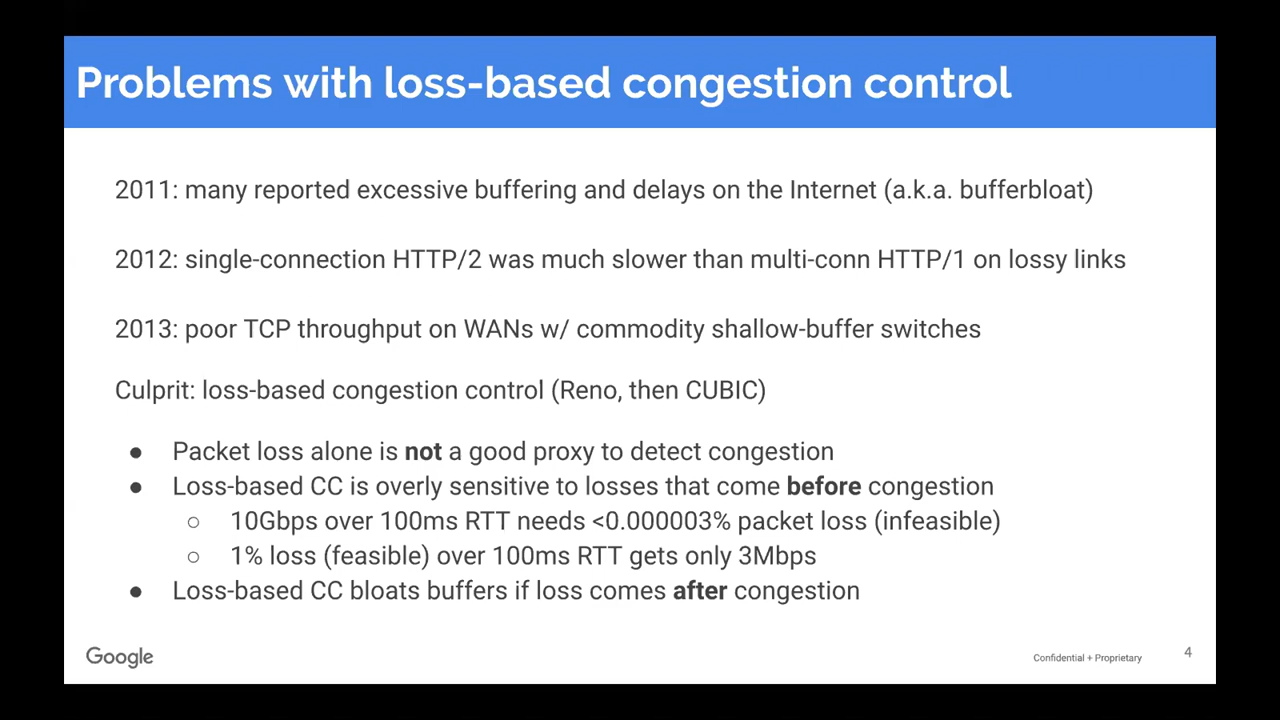 Problems with loss-based congestion control
2011: many reported excessive buffering and delays on the Internet (a.k.a. bufferbloat)
2012: single-connection HTTP/2 was much slower than multi-conn HTTP/1 on lossy links
2013: poor TCP throughput on WANs w/ commodity shallow-buffer switches
Culprit: loss-based congestion control (Reno, then CUBIC)
● Packet loss alone is not a good proxy to detect congestion
● Loss-based CC is overly sensitive to losses that come before congestion
○ 10Gbps over 100ms RTT needs <0.000003% packet loss (infeasible)
○ 1% loss (feasible) over 100ms RTT gets only 3Mbps
● Loss-based CC bloats buffers if loss comes after congestion
Google
Confidential + Proprietary
4